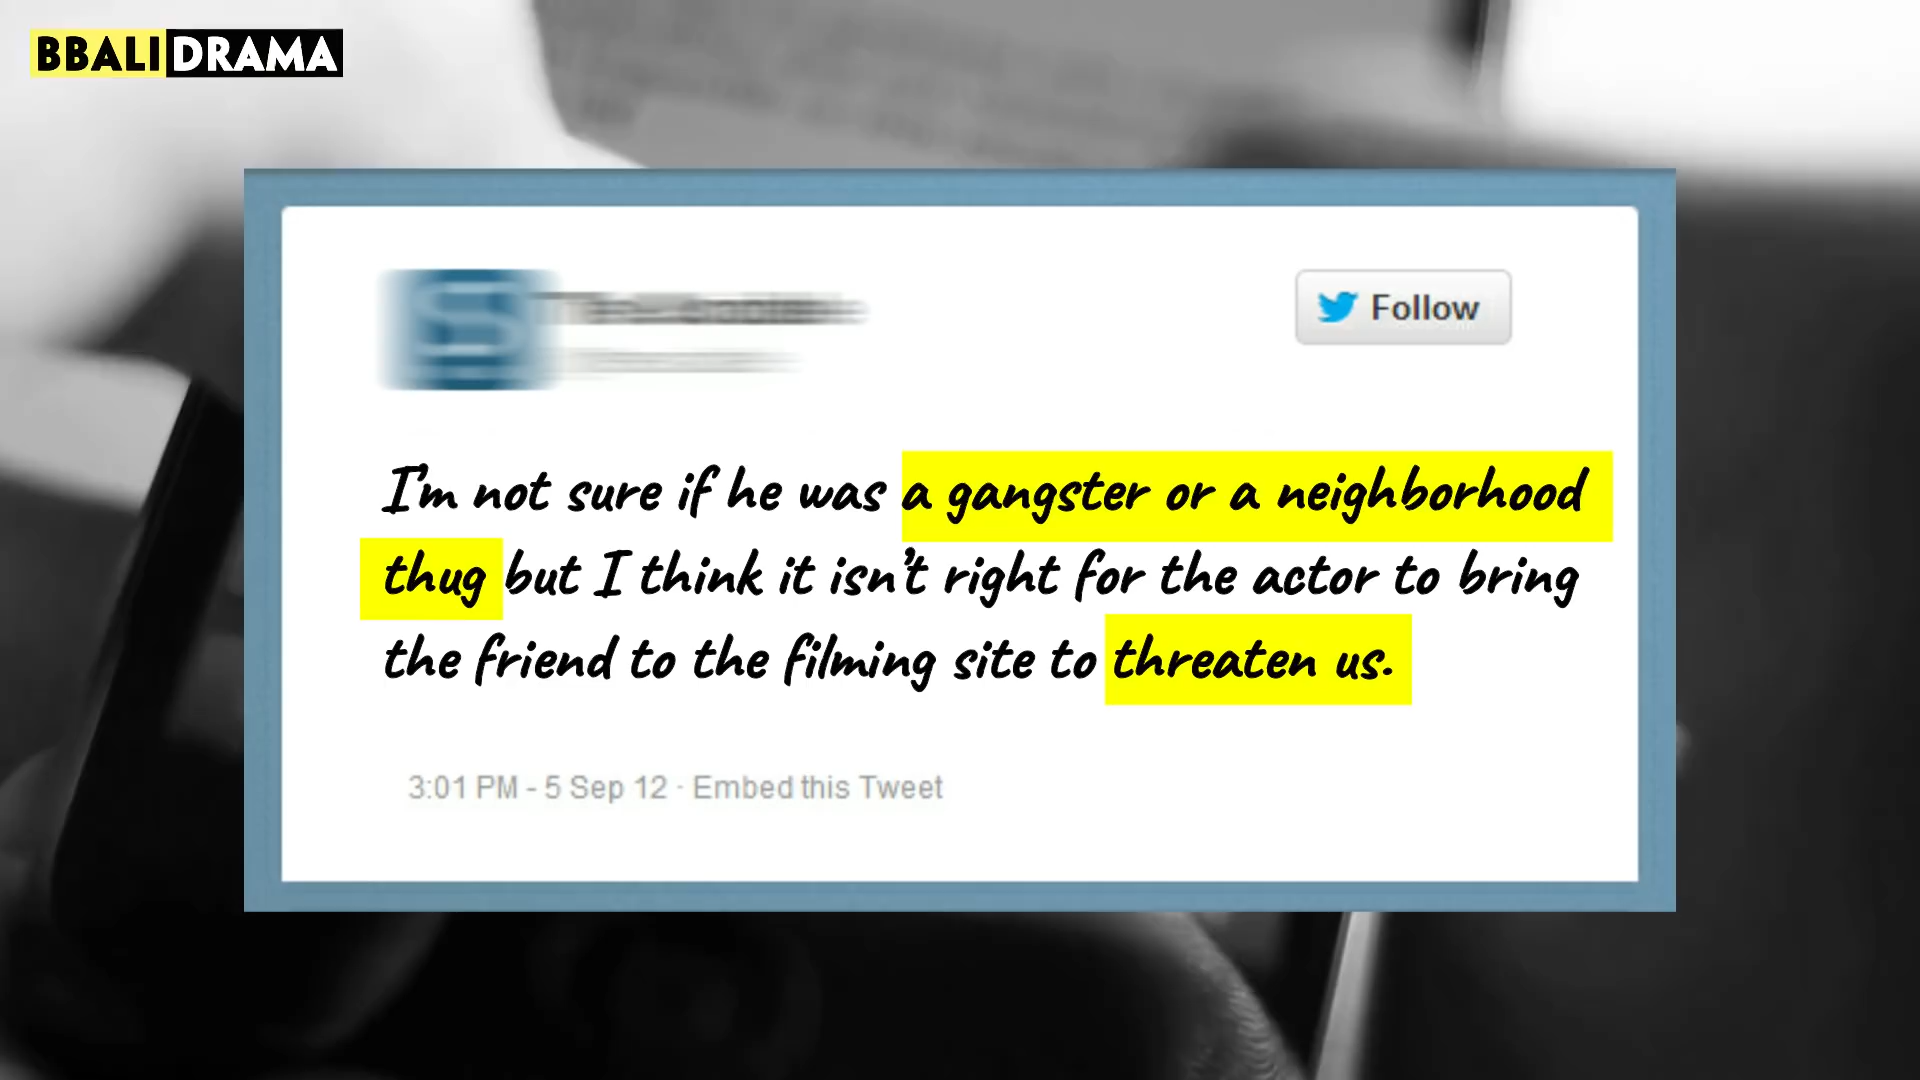 BBALI DRAMA
Follow
I'm not sure if he was a gangster or a neighborhood
thug but I think it isn't right for the actor to bring
the friend to the filming site to threaten us.
3:01 PM - 5 Sep 12 · Embed this Tweet